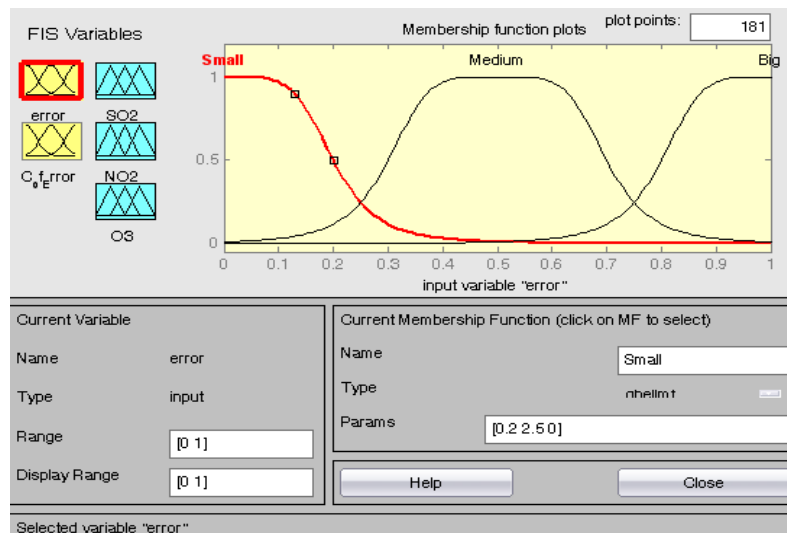 FIS Variables
Membership function plots
plot points:
181
Small
Medium
Big
1
0.5
0
0
0.1
0.2
0.3
0.4
0.5
0.6
0.7
0.8
0.9
1
input variable "error"
error
SO2
CofError
NO2
O3
Current Variable
Name
error
Type
input
Range
[0 1]
Display Range
[0 1]
Current Membership Function (click on MF to select)
Name
Small
Type
gbellmf
Params
[0.2 2.5 0]
Help
Close
Selected variable "error"